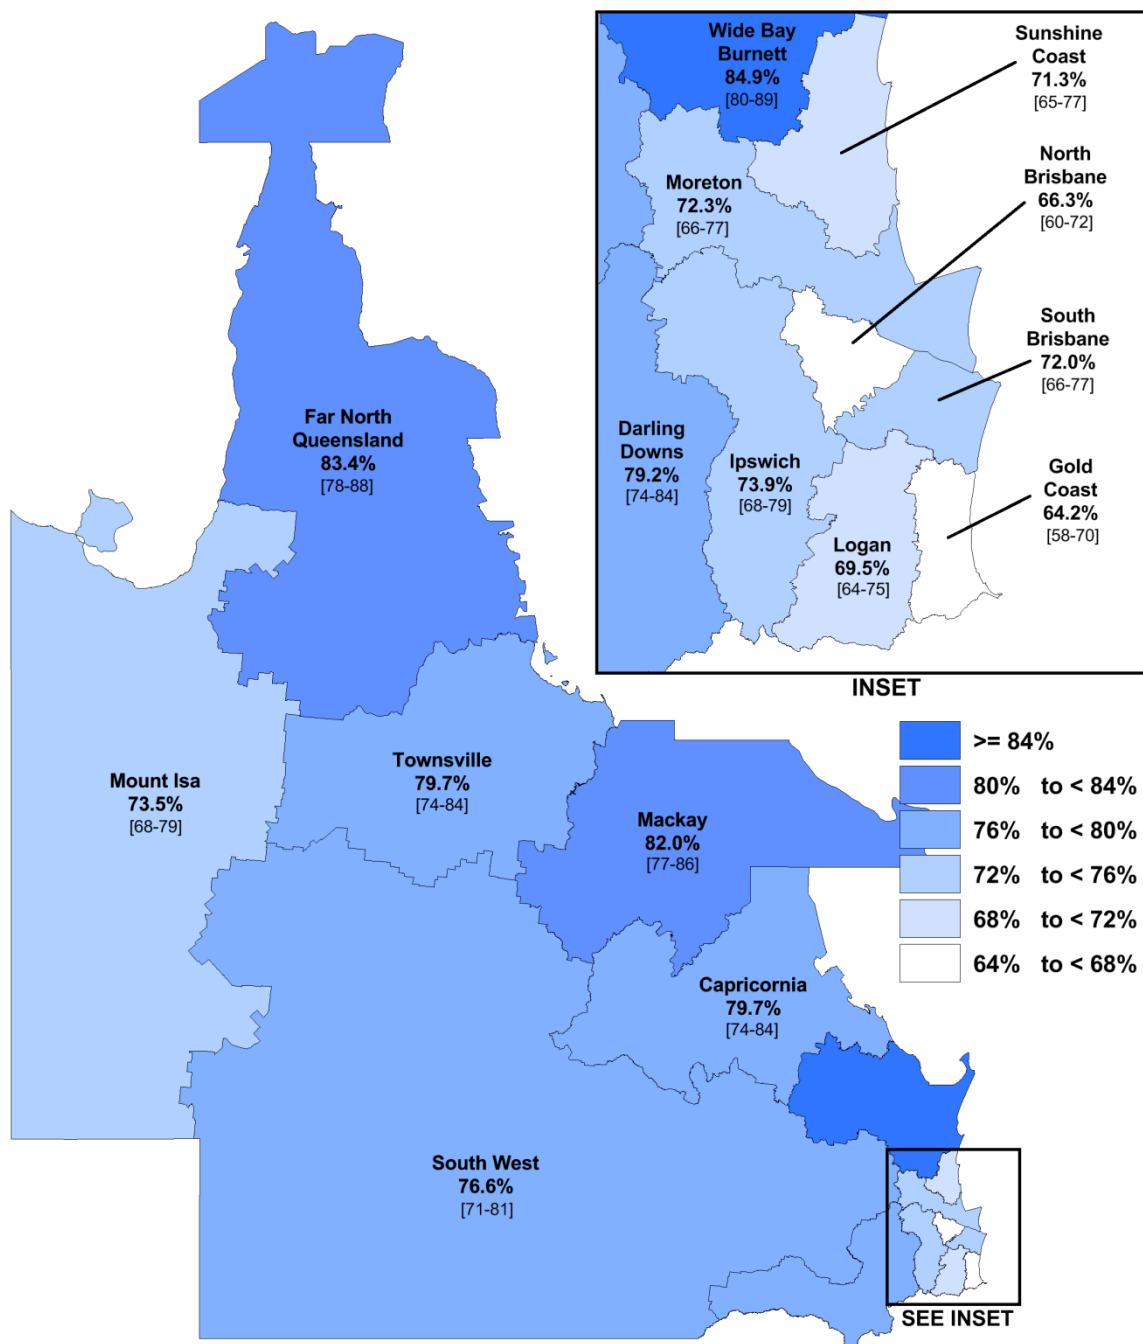 Wide Bay
Burnett
84.9%
[80-89]
Sunshine
Coast
71.3%
[65-77]
North
Brisbane
66.3%
[60-72]
Moreton
72.3%
[66-77]
South
Brisbane
72.0%
[66-77]
Darling
Downs
79.2%
[74-84]
Ipswich
73.9%
[68-79]
Gold
Coast
64.2%
[58-70]
Logan
69.5%
[64-75]
INSET
Far North
Queensland
83.4%
[78-88]
Mount Isa
73.5%
[68-79]
Townsville
79.7%
[74-84]
Mackay
82.0%
[77-86]
>= 84%
80% to < 84%
76% to < 80%
72% to < 76%
68% to < 72%
64% to < 68%
Capricornia
79.7%
[74-84]
South West
76.6%
[71-81]
SEE INSET